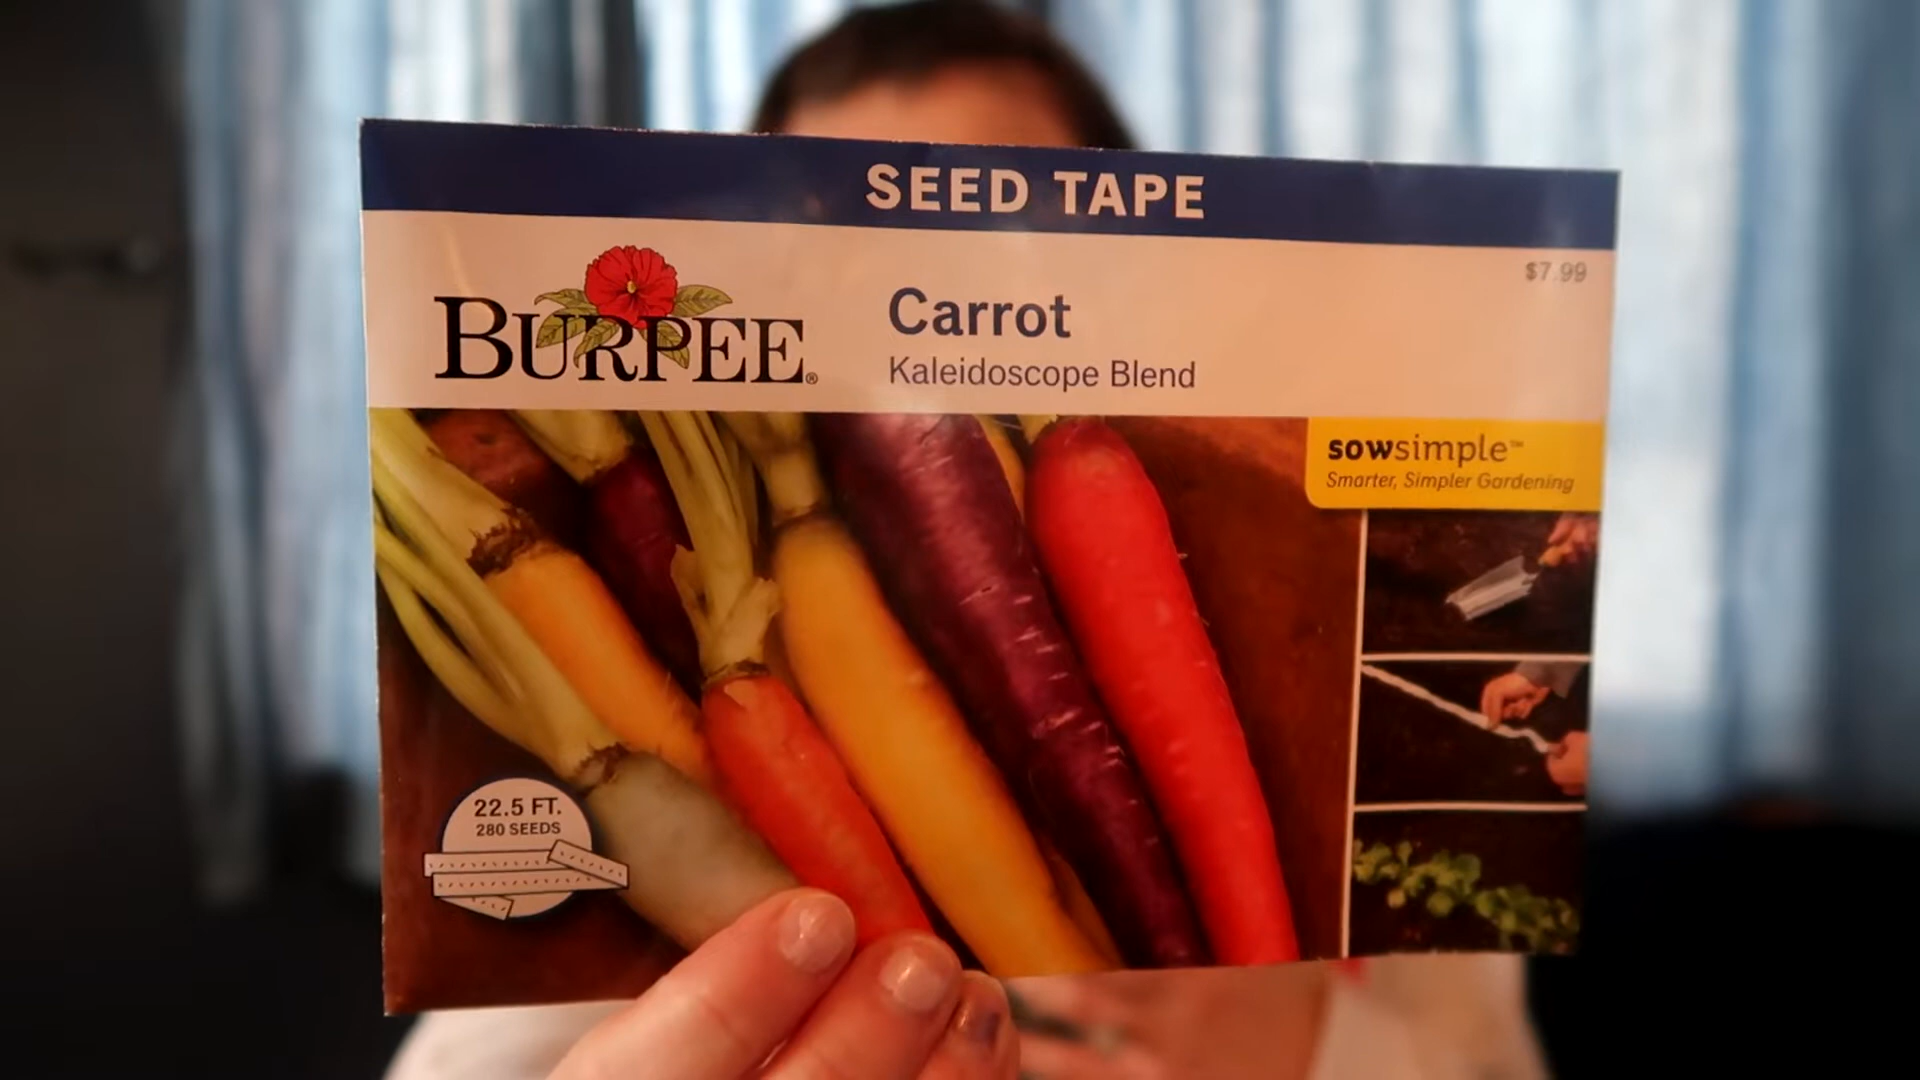 SEED TAPE
$7.99
BURPEE®
Carrot
Kaleidoscope Blend
sowsimple™
Smarter, Simpler Gardening
22.5 FT.
280 SEEDS